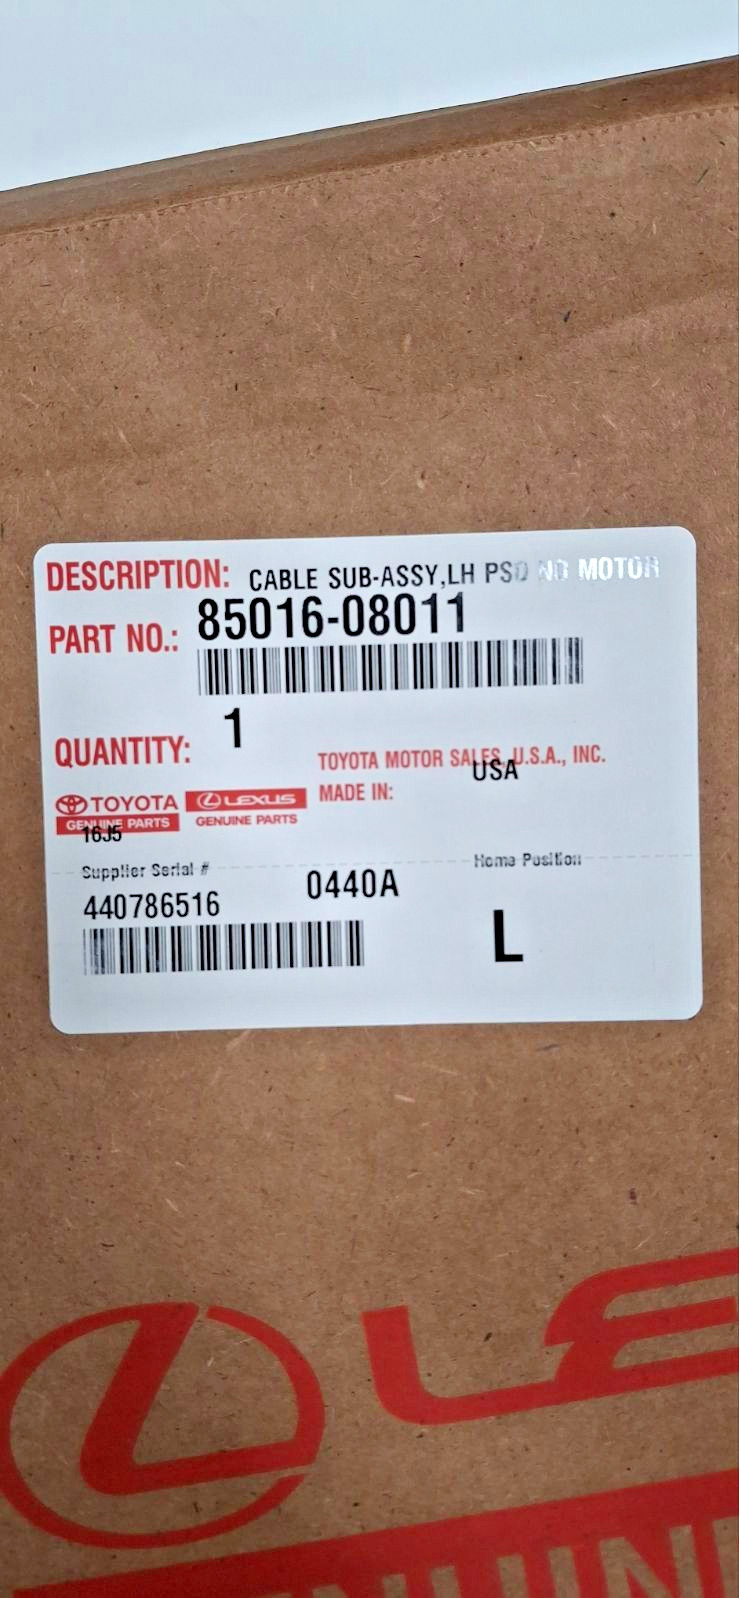 DESCRIPTION: CABLE SUB-ASSY,LH PSD NO MOTOR
PART NO.: 85016-08011
QUANTITY: 1
TOYOTA MOTOR SALES, U.S.A., INC.
USA
MADE IN:
TOYOTA LEXUS
GENUINE PARTS GENUINE PARTS
16J5
Supplier Serial # Home Position
440786516 0440A
L